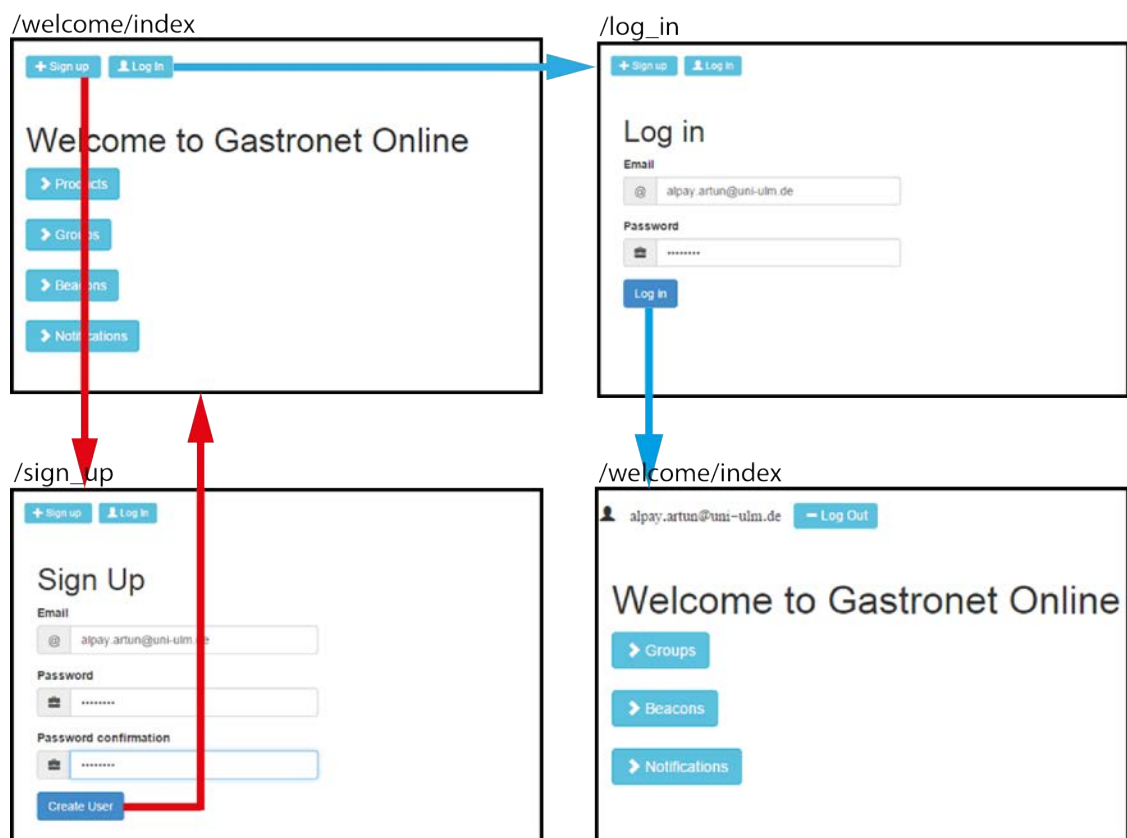 /welcome/index
Sign up Log In
Welcome to Gastronet Online
Products
Groups
Beacons
Notifications
/log_in
Sign up Log In
Log in
Email
@ alpay.artun@uni-ulm.de
Password
••••••••
Log in
/sign_up
Sign up Log In
Sign Up
Email
@ alpay.artun@uni-ulm.de
Password
••••••••
Password confirmation
••••••••
Create User
/welcome/index
alpay.artun@uni-ulm.de Log Out
Welcome to Gastronet Online
Groups
Beacons
Notifications